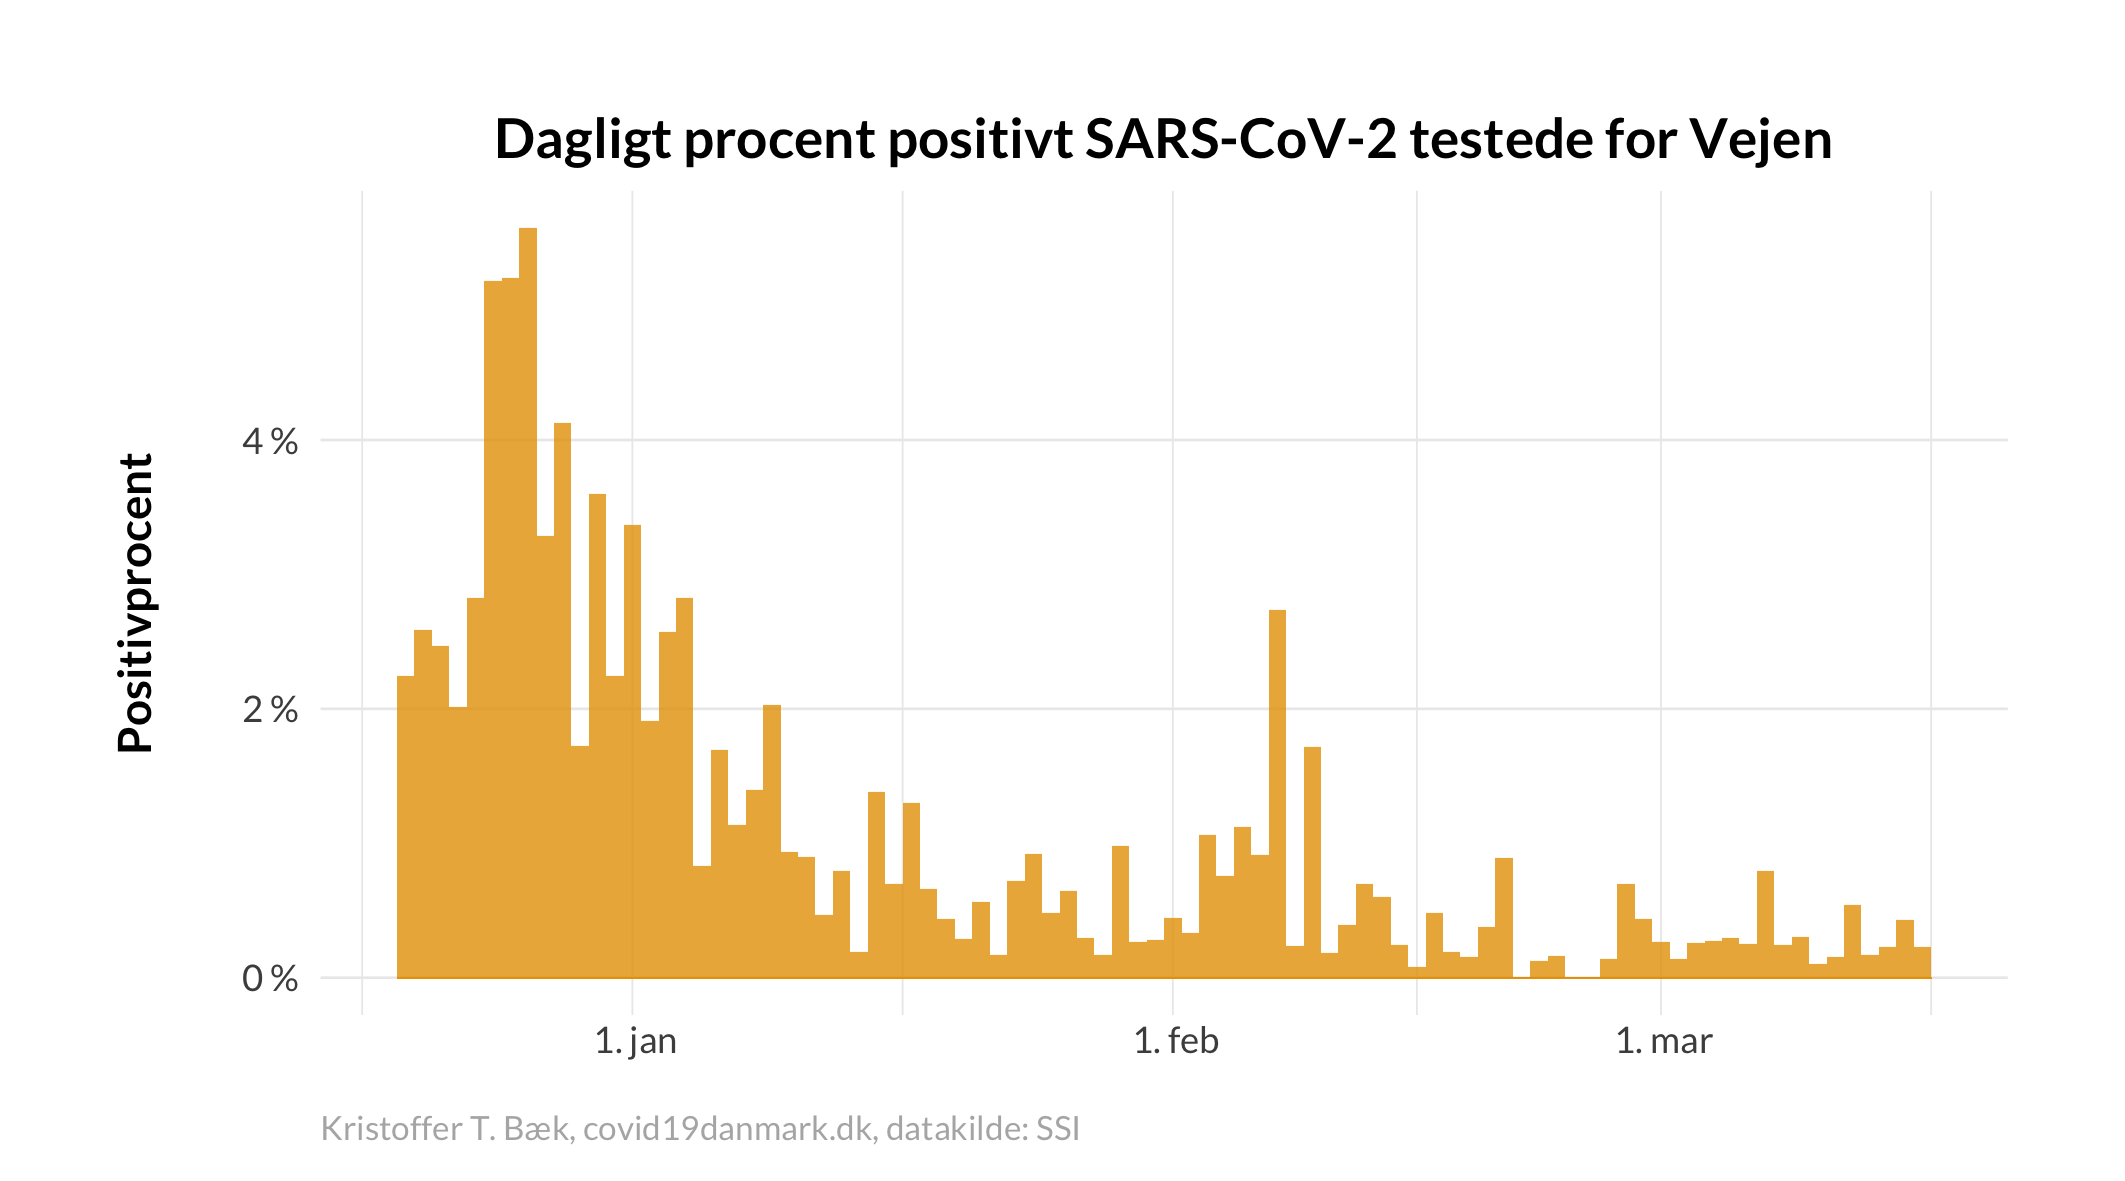 Dagligt procent positivt SARS-CoV-2 testede for Vejen
Positivprocent
4 %
2 %
0 %
1. jan
1. feb
1. mar
Kristoffer T. Bæk, covid19danmark.dk, datakilde: SSI